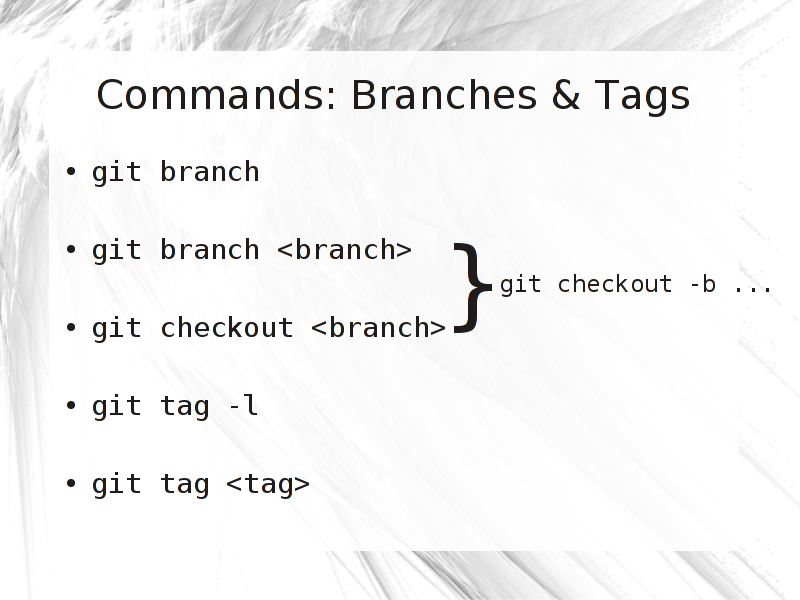 Commands: Branches & Tags
• git branch
• git branch <branch>
} git checkout -b ...
• git checkout <branch>
• git tag -l
• git tag <tag>